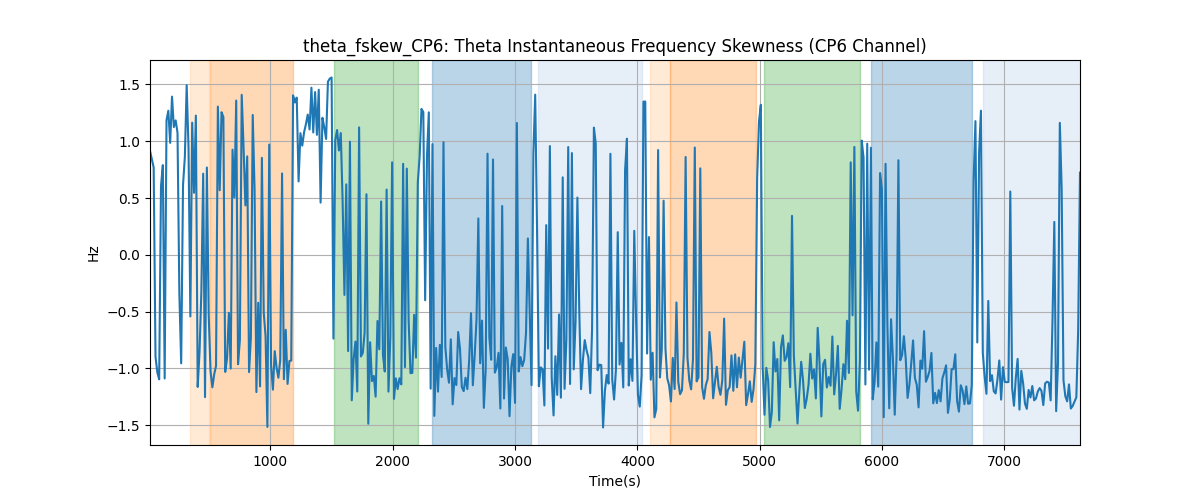 theta_fskew_CP6: Theta Instantaneous Frequency Skewness (CP6 Channel)
1.5
1.0
0.5
0.0
−0.5
−1.0
−1.5
Hz
1000 2000 3000 4000 5000 6000 7000
Time(s)